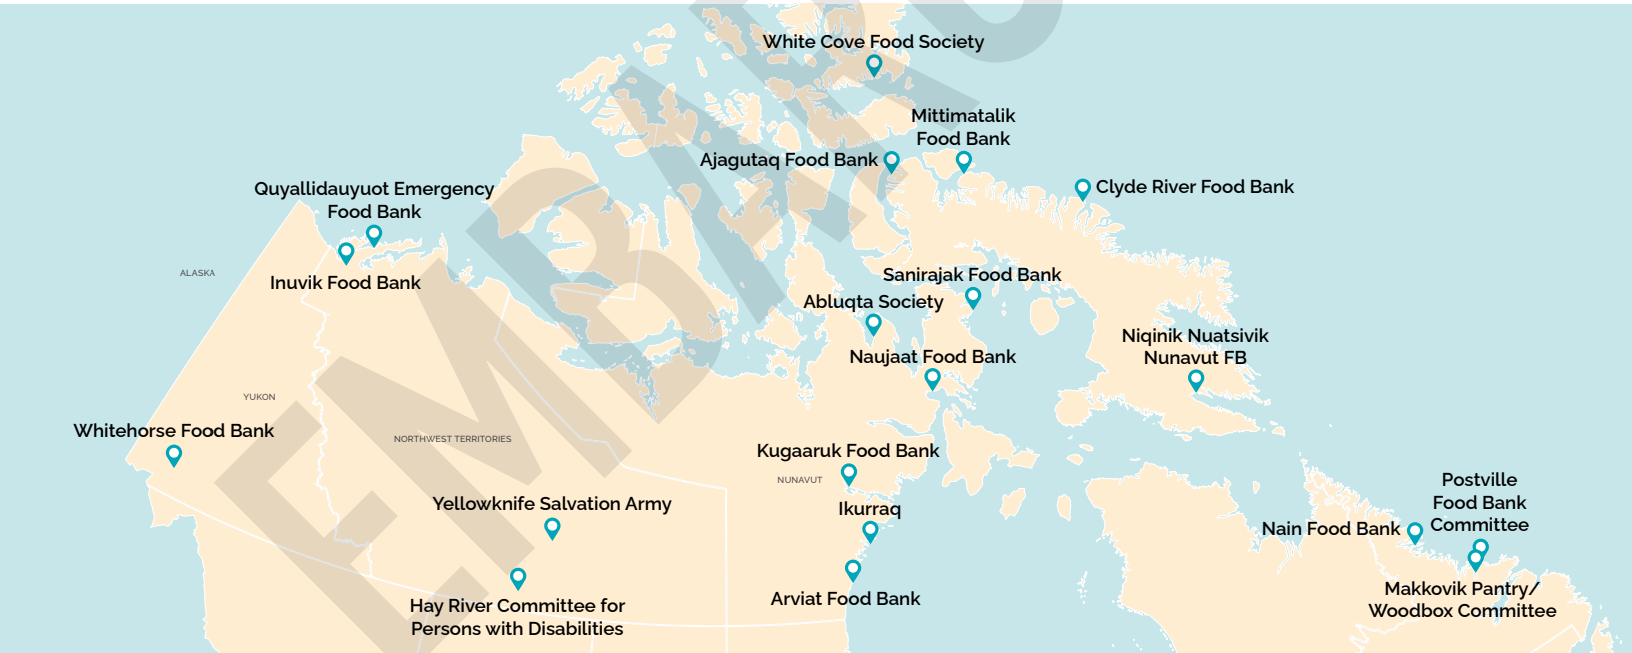 White Cove Food Society
Mittimatalik
Food Bank
Ajagutaq Food Bank
Clyde River Food Bank
Quyallidauyuot Emergency
Food Bank
ALASKA
Inuvik Food Bank
Sanirajak Food Bank
Abluqta Society
Niqinik Nuatsivik
Nunavut FB
Naujaat Food Bank
YUKON
Whitehorse Food Bank
NORTHWEST TERRITORIES
Kugaaruk Food Bank
NUNAVUT
Yellowknife Salvation Army
Ikurraq
Postville
Food Bank
Committee
Nain Food Bank
Hay River Committee for
Persons with Disabilities
Arviat Food Bank
Makkovik Pantry/
Woodbox Committee
EMBARG